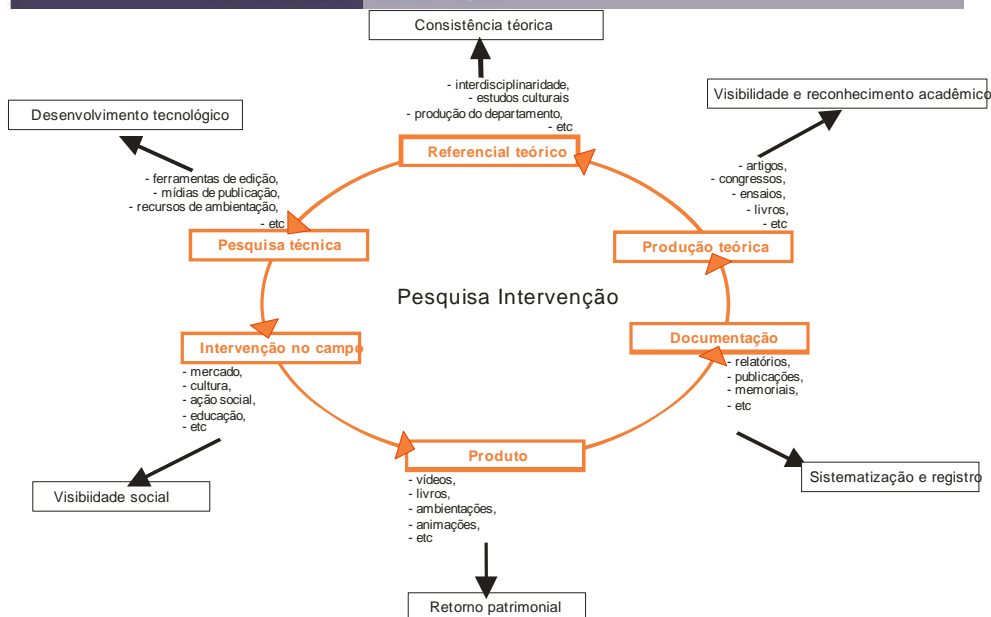 Consistência téorica
- interdisciplinaridade,
- estudos culturais
- produção do departamento,
- etc
Referencial teórico
Visibilidade e reconhecimento acadêmico
- artigos,
- congressos,
- ensaios,
- livros,
- etc
Produção teórica
Desenvolvimento tecnológico
- ferramentas de edição,
- mídias de publicação,
- recursos de ambientação,
- etc
Pesquisa técnica
Pesquisa Intervenção
Intervenção no campo
- mercado,
- cultura,
- ação social,
- educação,
- etc
Visibiidade social
Documentação
- relatórios,
- publicações,
- memoriais,
- etc
Sistematização e registro
Produto
- vídeos,
- livros,
- ambientações,
- animações,
- etc
Retorno patrimonial